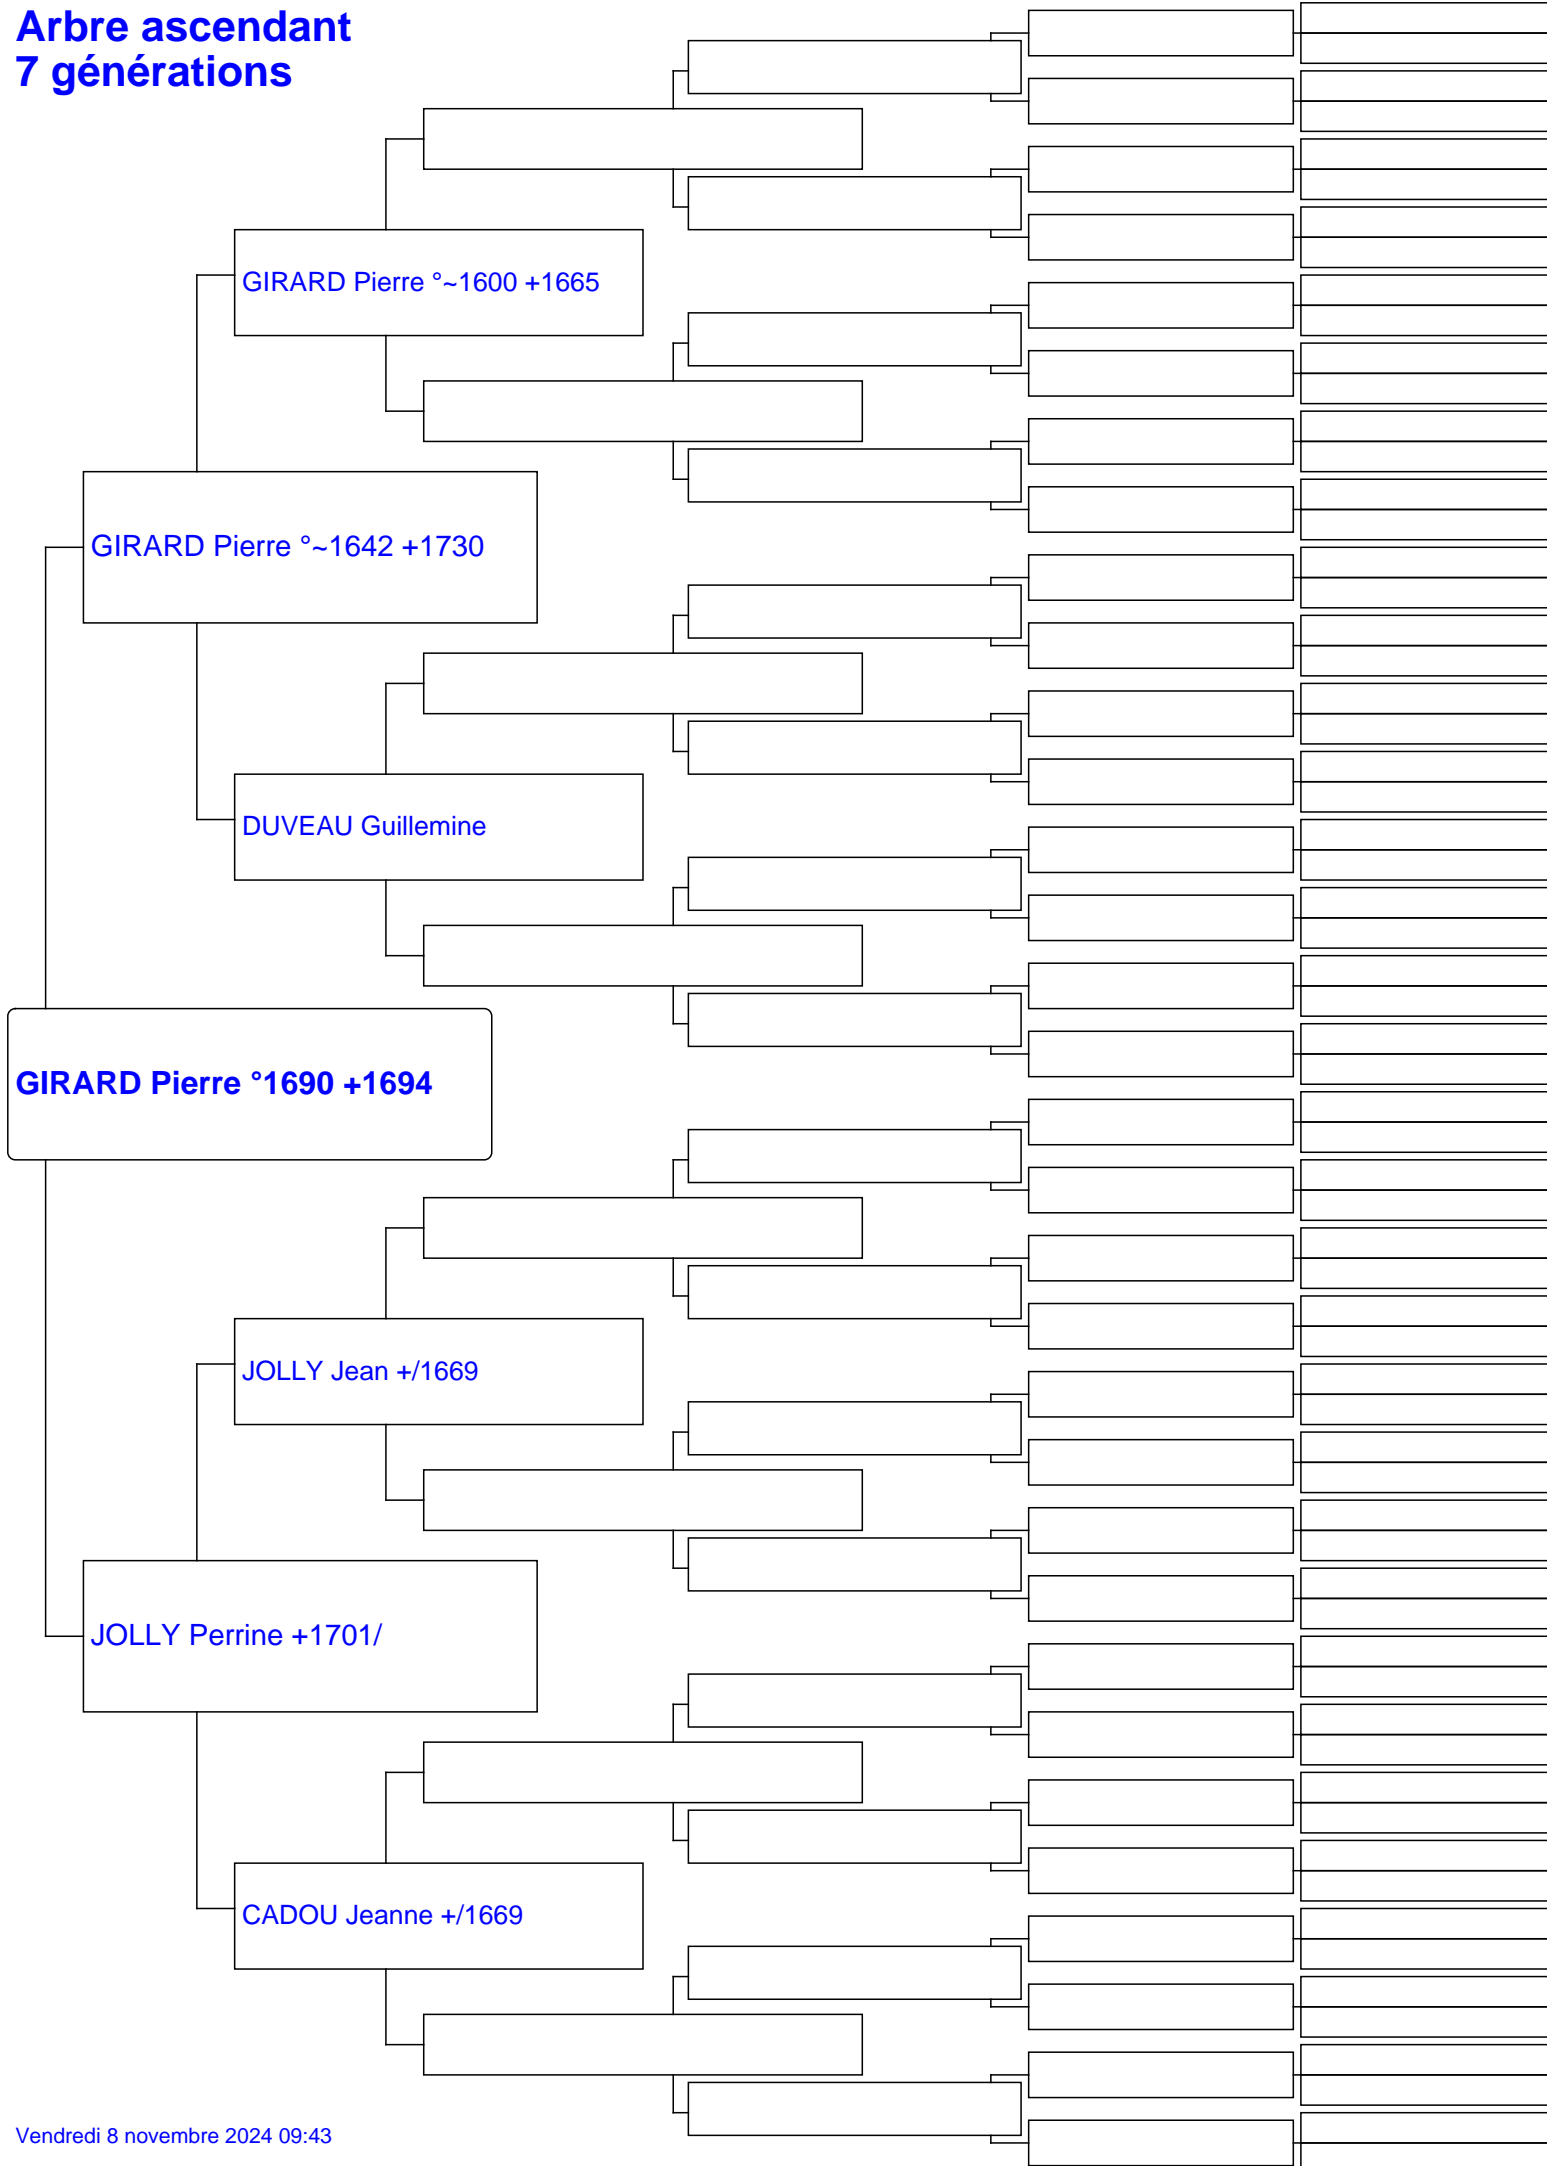 Arbre ascendant
7 générations
GIRARD Pierre °~1600 +1665
GIRARD Pierre °~1642 +1730
DUVEAU Guillemine
GIRARD Pierre °1690 +1694
JOLLY Jean +/1669
JOLLY Perrine +1701/
CADOU Jeanne +/1669
Vendredi 8 novembre 2024 09:43